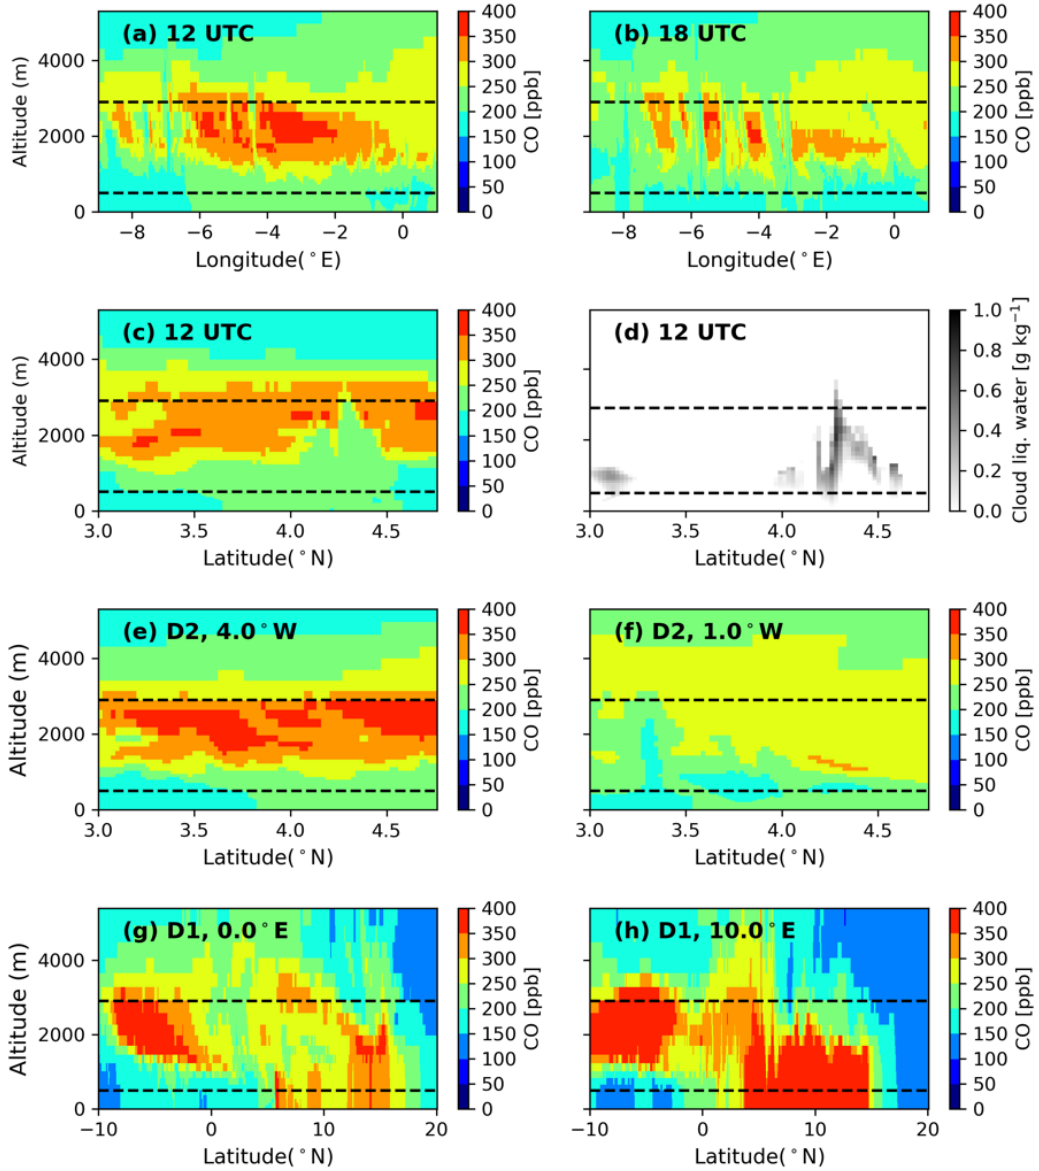 (a) 12 UTC
Altitude (m)
4000
2000
0
−8 −6 −4 −2 0
Longitude(°E)
400
350
300
250
200
150
100
50
0
CO [ppb]
(b) 18 UTC
−8 −6 −4 −2 0
Longitude(°E)
400
350
300
250
200
150
100
50
0
CO [ppb]
(c) 12 UTC
Altitude (m)
4000
2000
0
3.0 3.5 4.0 4.5
Latitude(°N)
400
350
300
250
200
150
100
50
0
CO [ppb]
(d) 12 UTC
3.0 3.5 4.0 4.5
Latitude(°N)
1.0
0.8
0.6
0.4
0.2
0.0
Cloud liq. water [g kg⁻¹]
(e) D2, 4.0°W
Altitude (m)
4000
2000
0
3.0 3.5 4.0 4.5
Latitude(°N)
400
350
300
250
200
150
100
50
0
CO [ppb]
(f) D2, 1.0°W
3.0 3.5 4.0 4.5
Latitude(°N)
400
350
300
250
200
150
100
50
0
CO [ppb]
(g) D1, 0.0°E
Altitude (m)
4000
2000
0
−10 0 10 20
Latitude(°N)
400
350
300
250
200
150
100
50
0
CO [ppb]
(h) D1, 10.0°E
−10 0 10 20
Latitude(°N)
400
350
300
250
200
150
100
50
0
CO [ppb]